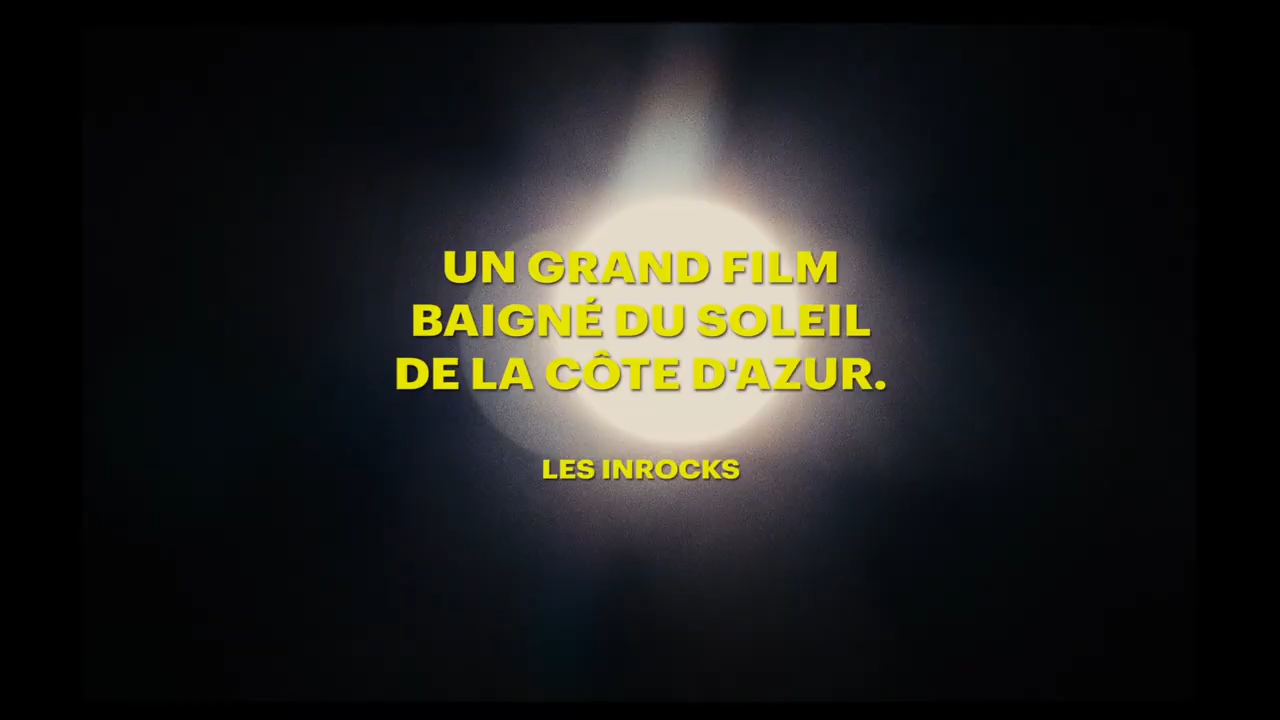 UN GRAND FILM
BAIGNÉ DU SOLEIL
DE LA CÔTE D'AZUR.
LES INROCKS